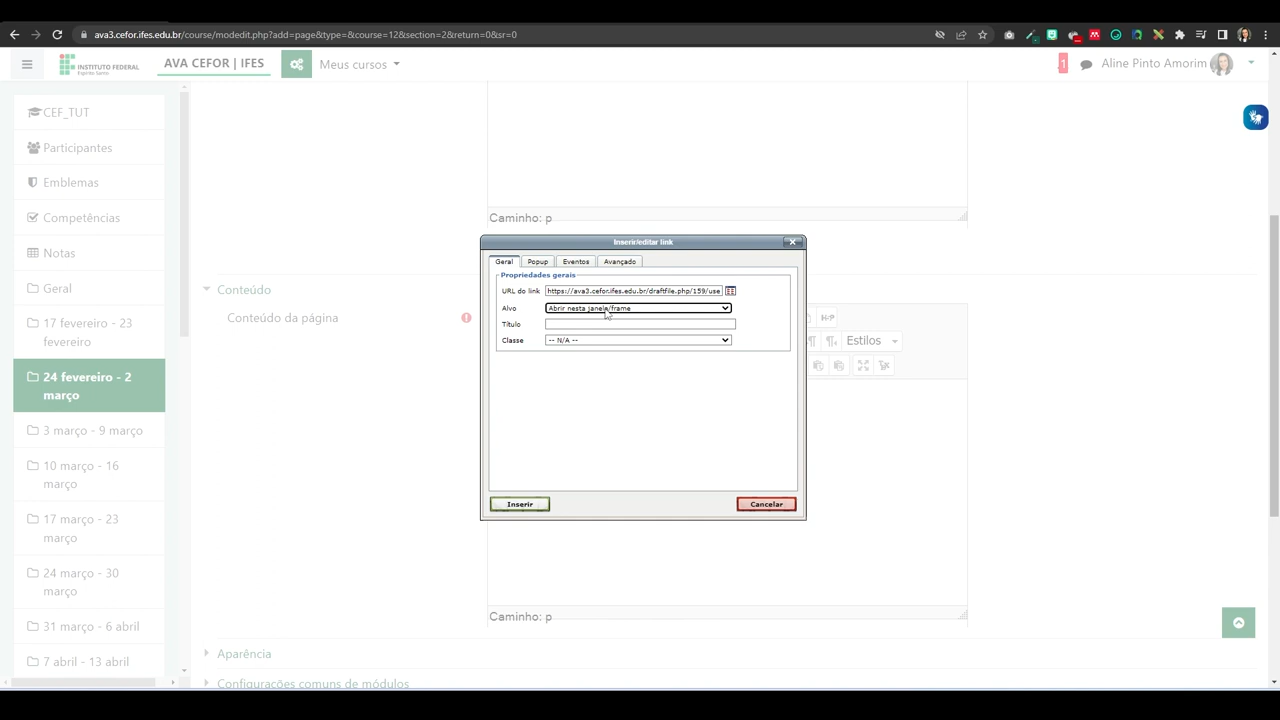 ava3.cefor.ifes.edu.br/course/modedit.php?add=page&type=&course=12&section=2&return=0&sr=0
INSTITUTO FEDERAL
Espírito Santo
AVA CEFOR | IFES
Meus cursos
1
Aline Pinto Amorim
CEF_TUT
Participantes
Emblemas
Competências
Notas
Geral
17 fevereiro - 23
fevereiro
24 fevereiro - 2
março
3 março - 9 março
10 março - 16
março
17 março - 23
março
24 março - 30
março
31 março - 6 abril
7 abril - 13 abril
Caminho: p
Conteúdo
Conteúdo da página
Estilos
Inserir/editar link
Geral
Popup
Eventos
Avançado
Propriedades gerais
URL do link
https://ava3.cefor.ifes.edu.br/draftfile.php/159/use
Alvo
Abrir nesta janela/frame
Título
Classe
-- N/A --
Inserir
Cancelar
Caminho: p
Aparência
Configurações comuns de módulos